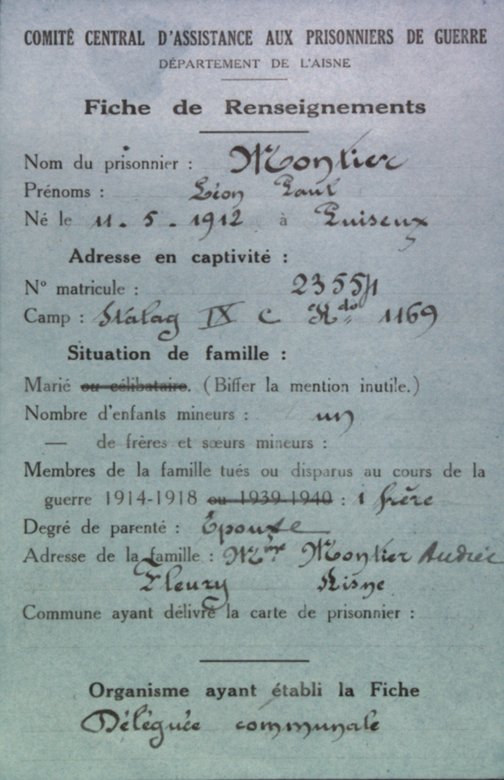 COMITÉ CENTRAL D'ASSISTANCE AUX PRISONNIERS DE GUERRE
DÉPARTEMENT DE L'AISNE
Fiche de Renseignements
Nom du prisonnier : Montier
Prénoms : Léon Paul
Né le 11 . 5 . 1912 à Puiseux
Adresse en captivité :
N° matricule : 23554
Camp : Stalag IX C Kdo 1169
Situation de famille :
Marié ou célibataire. (Biffer la mention inutile.)
Nombre d'enfants mineurs : un
— de frères et sœurs mineurs :
Membres de la famille tués ou disparus au cours de la
guerre 1914-1918 ou 1939-1940 : 1 frère
Degré de parenté : Épouse
Adresse de la famille : Mme Montier Andrée
Fleury Aisne
Commune ayant délivré la carte de prisonnier :
Organisme ayant établi la Fiche
Déléguée communale